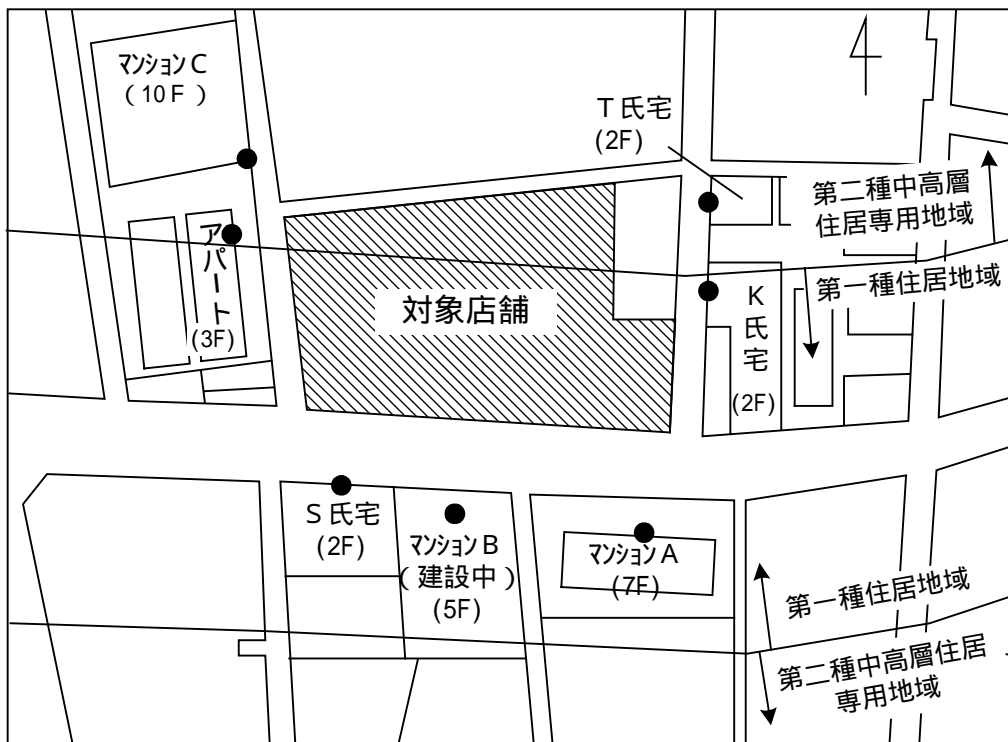 マンションC
(10F)
T氏宅
(2F)
第二種中高層
住居専用地域
第一種住居地域
アパート
(3F)
対象店舗
K氏宅
(2F)
S氏宅
(2F)
マンションB
(建設中)
(5F)
マンションA
(7F)
第一種住居地域
第二種中高層住居
専用地域